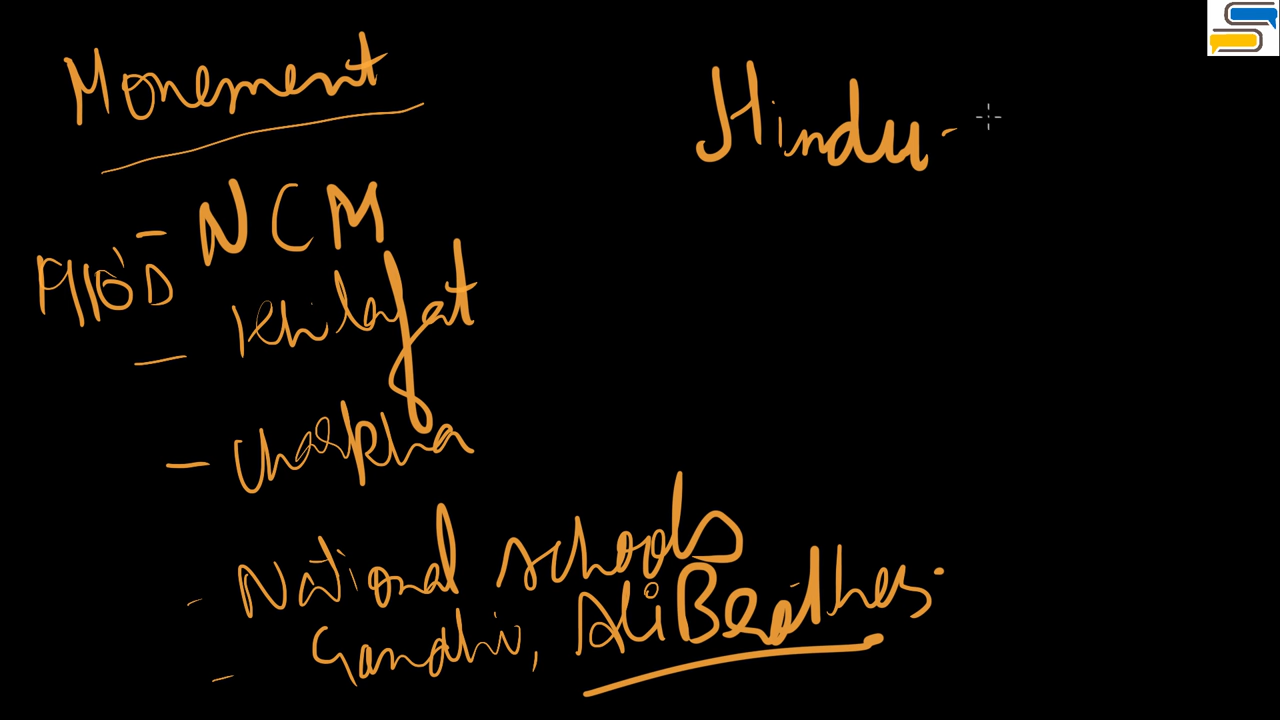 Movement
Hindu-
- NCM
1910's
- Khilafat
- Charkha
- National schools
- Gandhi, Ali Brothers.